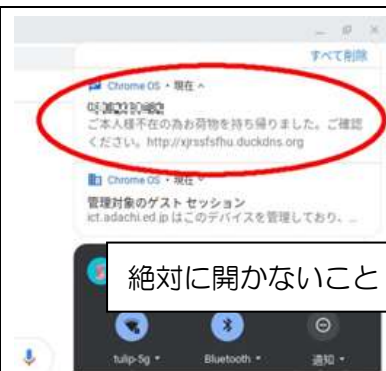 すべて削除
Chrome OS • 現在
ご本人様不在の為お荷物を持ち帰りました。ご確認
ください。http://xjrssfsfhu.duckdns.org
Chrome OS • 現在
管理対象のゲスト セッション
ict.adachi.ed.jp はこのデバイスを管理しており、...
絶対に開かないこと
tulip-5g
Bluetooth
通知